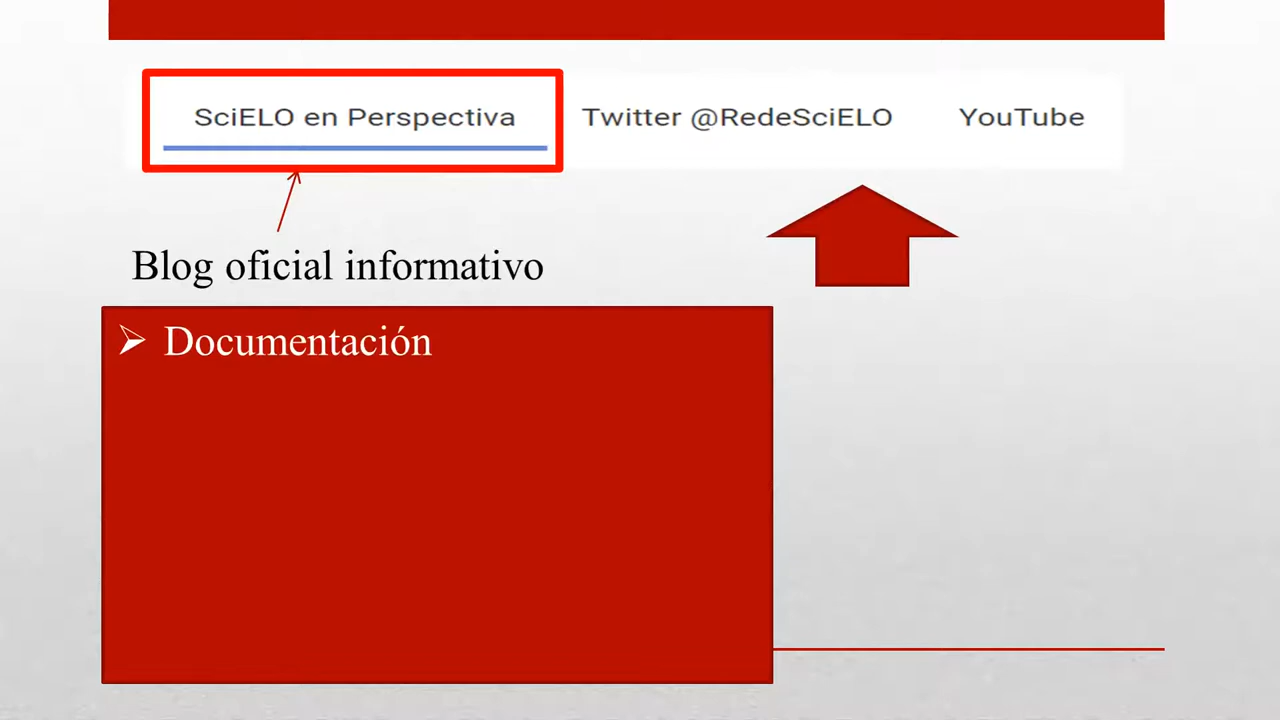 SciELO en Perspectiva Twitter @RedeSciELO YouTube
Blog oficial informativo
Documentación